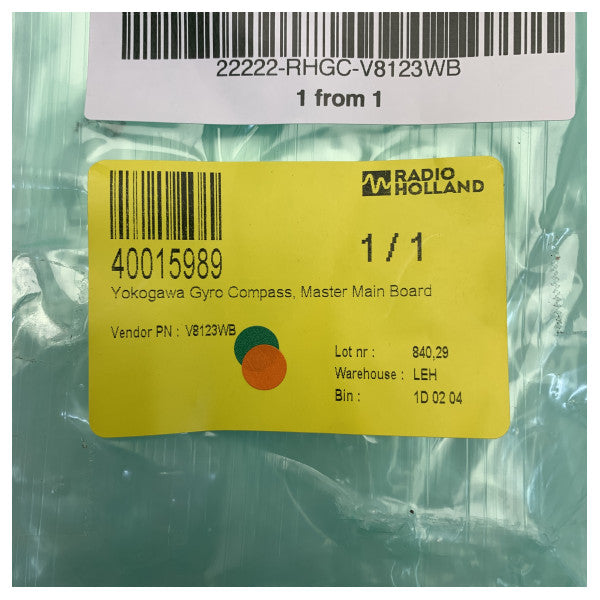 22222-RHGC-V8123WB
1 from 1
RADIO
HOLLAND
40015989
1 / 1
Yokogawa Gyro Compass, Master Main Board
Vendor PN : V8123WB
Lot nr : 840,29
Warehouse : LEH
Bin : 1D 02 04